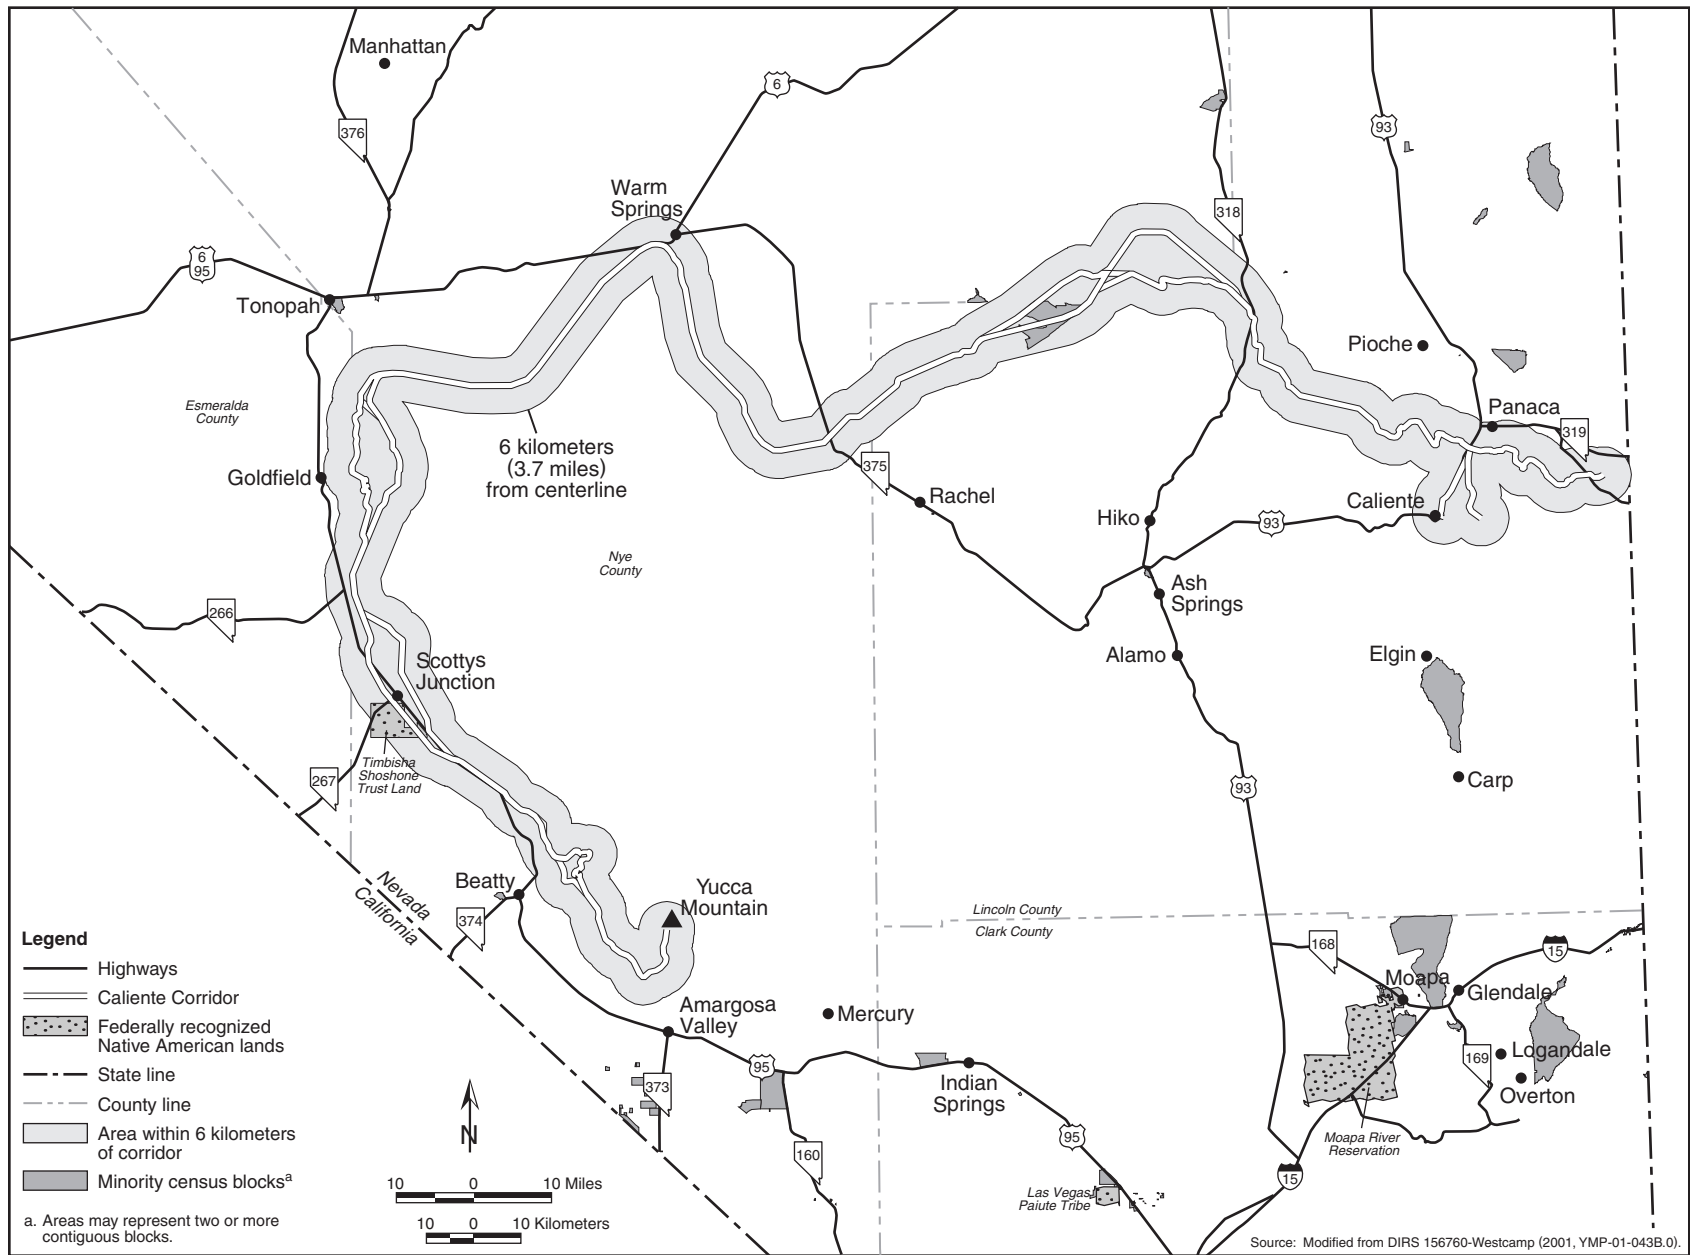 Manhattan
6
376
93
Warm
Springs
318
6
95
Tonopah
Pioche
Esmeralda
County
Panaca
319
6 kilometers
(3.7 miles)
from centerline
Goldfield
375
Rachel
Caliente
Hiko
93
Nye
County
Ash
Springs
266
Scottys
Junction
Alamo
Elgin
Timbisha
Shoshone
Trust Land
267
93
Carp
Nevada
California
Beatty
374
Yucca
Mountain
Lincoln County
Clark County
168
15
Moapa
Glendale
Amargosa
Valley
Mercury
Logandale
169
Overton
95
373
Indian
Springs
Moapa River
Reservation
95
160
15
Las Vegas
Paiute Tribe
Legend
Highways
Caliente Corridor
Federally recognized
Native American lands
State line
County line
Area within 6 kilometers
of corridor
Minority census blocksa
a. Areas may represent two or more
contiguous blocks.
N
10 0 10 Miles
10 0 10 Kilometers
Source: Modified from DIRS 156760-Westcamp (2001, YMP-01-043B.0).